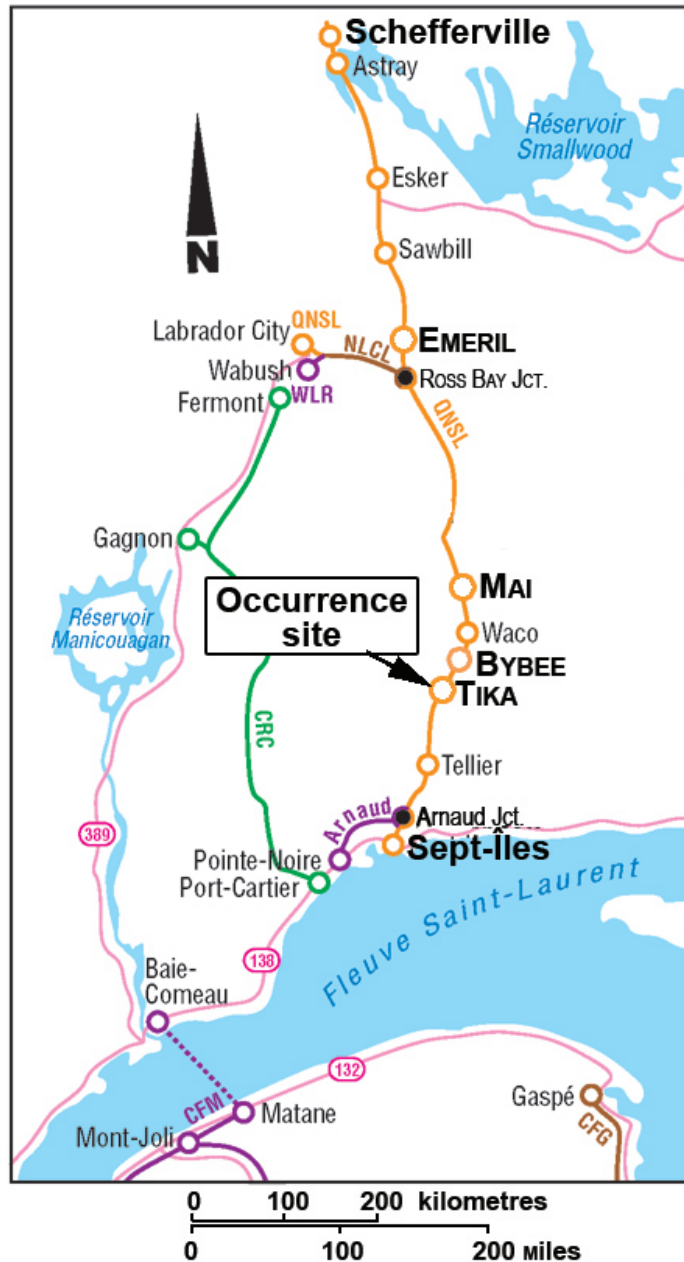 Schefferville
Astray
Réservoir
Smallwood
Esker
N
Sawbill
QNSL
Labrador City
EMERIL
NLCL
Wabush
ROSS BAY JCT.
WLR
Fermont
QNSL
Gagnon
MAI
Occurrence
site
Réservoir
Manicouagan
Waco
BYBEE
TIKA
CRC
Tellier
Arnaud
Arnaud Jct.
389
Sept-Îles
Pointe-Noire
Port-Cartier
Fleuve Saint-Laurent
138
Baie-
Comeau
132
CFM
Matane
Gaspé
CFG
Mont-Joli
0 100 200 kilometres
0 100 200 MILES